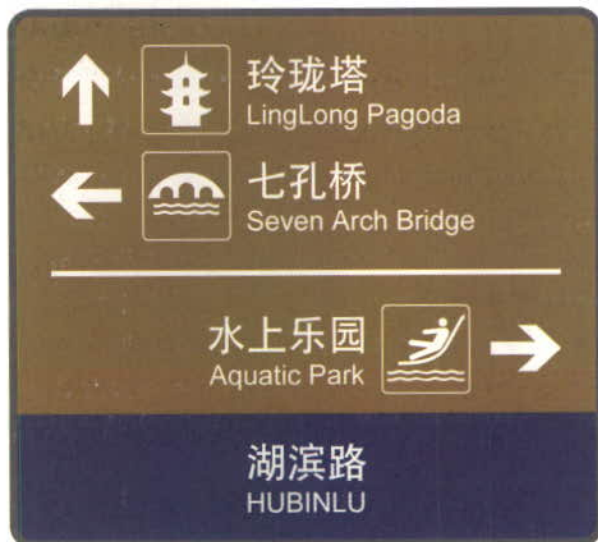 玲珑塔
LingLong Pagoda
七孔桥
Seven Arch Bridge
水上乐园
Aquatic Park
湖滨路
HUBINLU